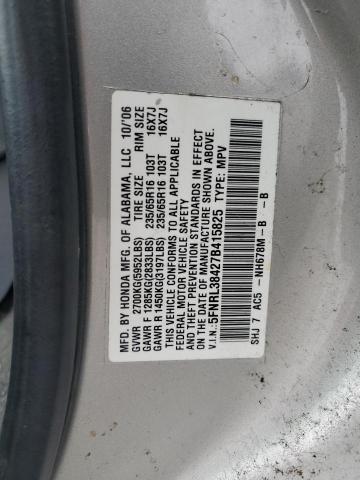 MFD. BY HONDA MFG. OF ALABAMA, LLC 10/'06
GVWR 2700KG(5952LBS) TIRE SIZE RIM SIZE
GAWR F 1285KG(2833LBS) 235/65R16 103T 16X7J
GAWR R 1450KG(3197LBS) 235/65R16 103T 16X7J
THIS VEHICLE CONFORMS TO ALL APPLICABLE
FEDERAL MOTOR VEHICLE SAFETY, BUMPER,
AND THEFT PREVENTION STANDARDS IN EFFECT
ON THE DATE OF MANUFACTURE SHOWN ABOVE.
V.I.N.: 5FNRL38427B415825 TYPE: MPV
SHJ 7 AC5 - NH678M - B - B